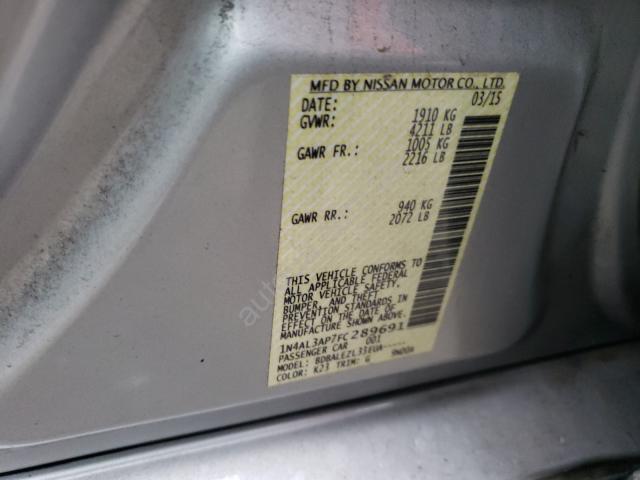 MFD BY NISSAN MOTOR CO., LTD.
DATE: 03/15
GVWR: 1910 KG
4211 LB
GAWR FR.: 1005 KG
2216 LB
GAWR RR.: 940 KG
2072 LB
THIS VEHICLE CONFORMS TO
ALL APPLICABLE FEDERAL
MOTOR VEHICLE SAFETY,
BUMPER, AND THEFT
PREVENTION STANDARDS IN
EFFECT ON THE DATE OF
MANUFACTURE SHOWN ABOVE.
1N4AL3AP7FC289691
PASSENGER CAR 001
MODEL: BDBALEZL33EUA-----
COLOR: K23 TRIM: G